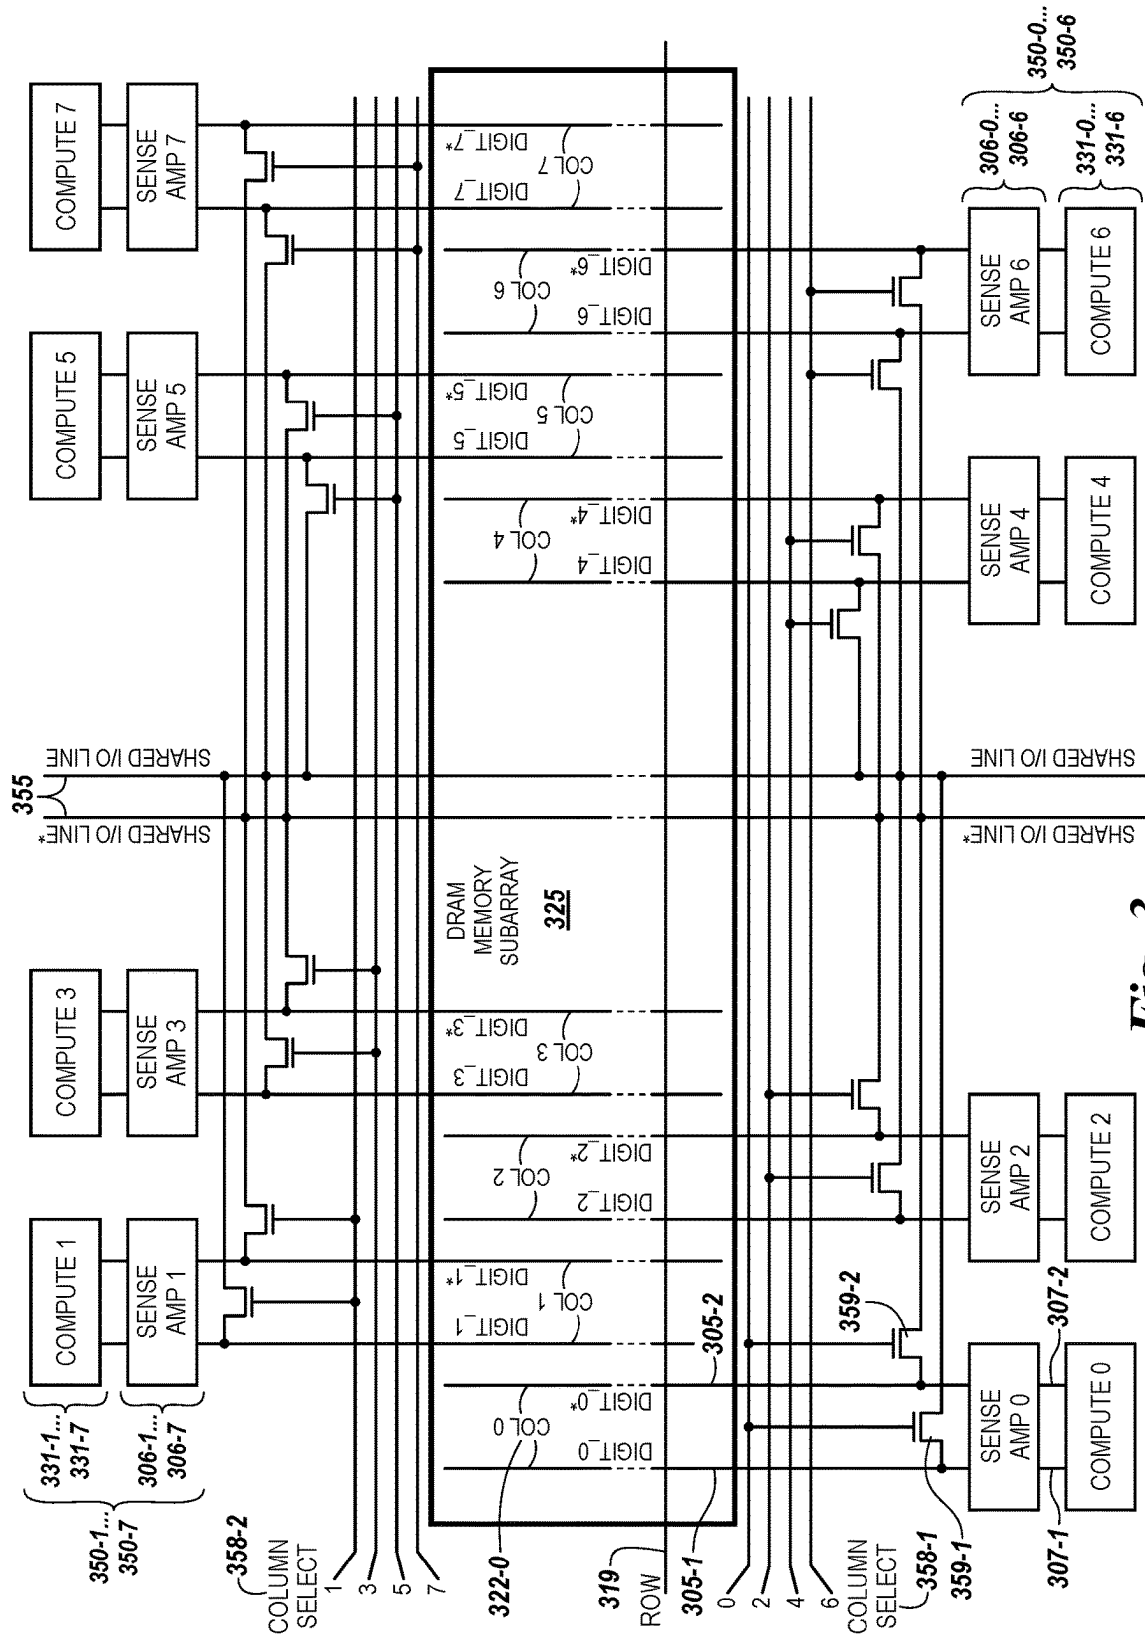 350-1...
350-7
331-1...
331-7
306-1...
306-7
COMPUTE 1
SENSE
AMP 1
COMPUTE 3
SENSE
AMP 3
355
SHARED I/O LINE*
SHARED I/O LINE
COMPUTE 5
SENSE
AMP 5
COMPUTE 7
SENSE
AMP 7
358-2
COLUMN
SELECT
1
3
5
7
322-0
319
ROW
305-1
DIGIT_0
COL 0
DIGIT_0*
305-2
DIGIT_1
COL 1
DIGIT_1*
DIGIT_2
COL 2
DIGIT_2*
DIGIT_3
COL 3
DIGIT_3*
DRAM
MEMORY
SUBARRAY
325
DIGIT_4
COL 4
DIGIT_4*
DIGIT_5
COL 5
DIGIT_5*
DIGIT_6
COL 6
DIGIT_6*
DIGIT_7
COL 7
DIGIT_7*
0
2
4
6
COLUMN
SELECT
358-1
359-1
359-2
307-1
307-2
SENSE
AMP 0
COMPUTE 0
SENSE
AMP 2
COMPUTE 2
SHARED I/O LINE*
SHARED I/O LINE
SENSE
AMP 4
COMPUTE 4
SENSE
AMP 6
COMPUTE 6
306-0...
306-6
331-0...
331-6
350-0...
350-6